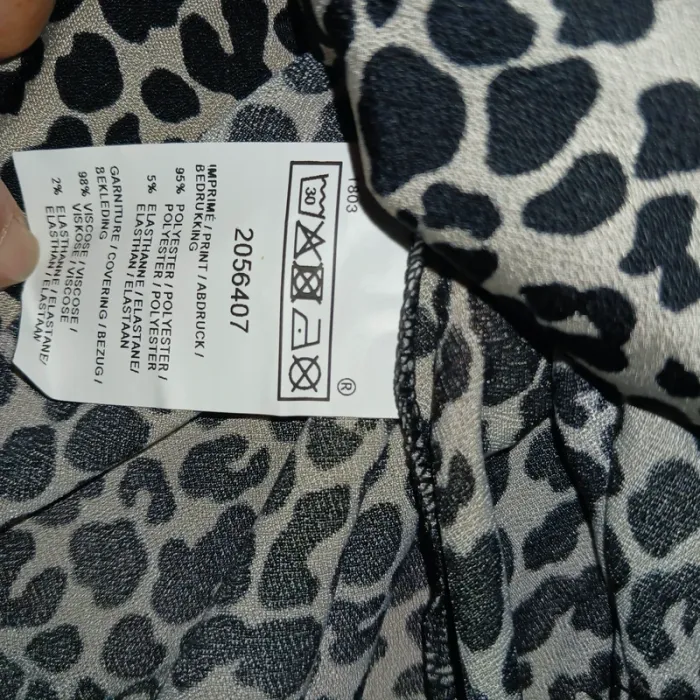 1803
®
30
2056407
IMPRIMÉ / PRINT / ABDRUCK /
BEDRUKKING
95% POLYESTER / POLYESTER /
POLYESTER / POLYESTER
5% ELASTHANNE / ELASTANE/
ELASTHAN / ELASTAAN
GARNITURE / COVERING / BEZUG /
BEKLEDING
98% VISCOSE / VISCOSE /
VISKOSE / VISCOSE
2% ELASTHANNE / ELASTANE/
ELASTHAN / ELASTAAN